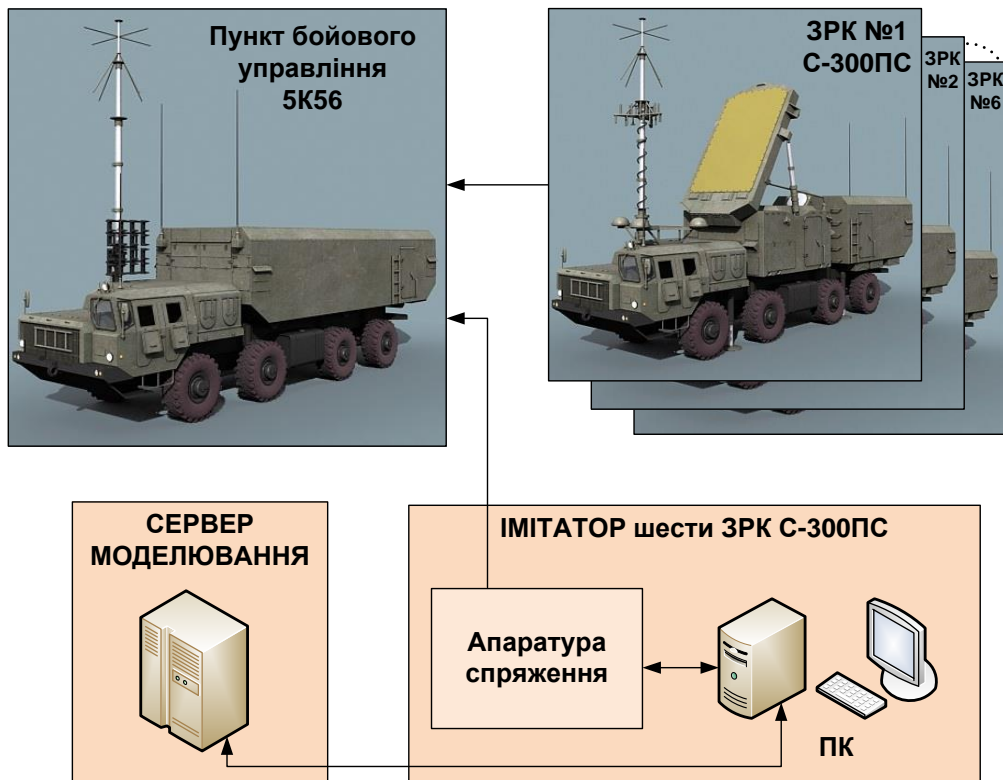 Пункт бойового
управління
5К56
ЗРК №1
С-300ПС
ЗРК
№2
ЗРК
№6
СЕРВЕР
МОДЕЛЮВАННЯ
ІМІТАТОР шести ЗРК С-300ПС
Апаратура
спряження
ПК